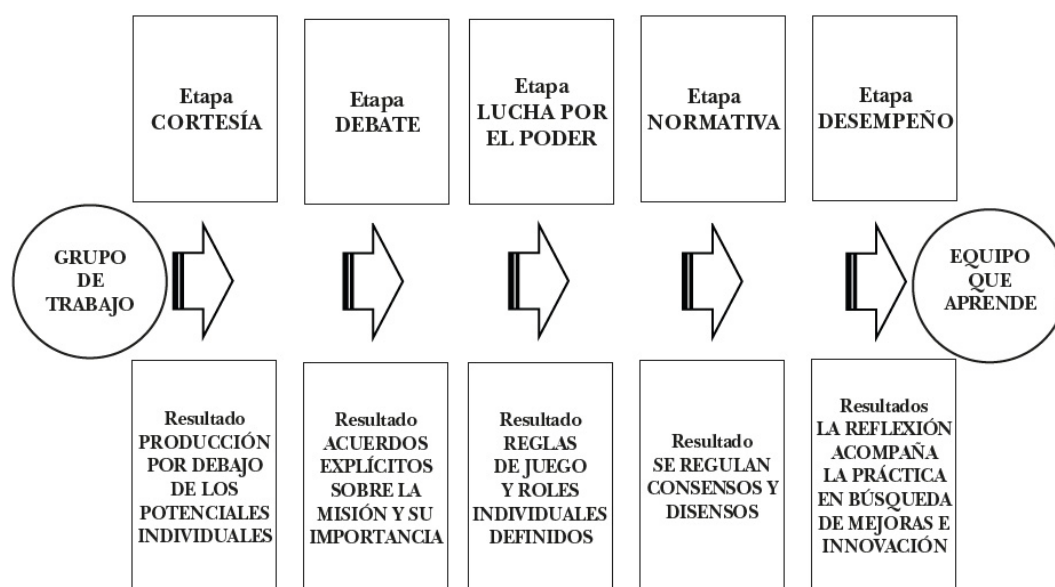 Etapa
CORTESÍA
Etapa
DEBATE
Etapa
LUCHA POR
EL PODER
Etapa
NORMATIVA
Etapa
DESEMPEÑO
GRUPO
DE
TRABAJO
EQUIPO
QUE
APRENDE
Resultado
PRODUCCIÓN
POR DEBAJO
DE LOS
POTENCIALES
INDIVIDUALES
Resultado
ACUERDOS
EXPLÍCITOS
SOBRE LA
MISIÓN Y SU
IMPORTANCIA
Resultado
REGLAS
DE JUEGO
Y ROLES
INDIVIDUALES
DEFINIDOS
Resultado
SE REGULAN
CONSENSOS Y
DISENSOS
Resultados
LA REFLEXIÓN
ACOMPAÑA
LA PRÁCTICA
EN BÚSQUEDA
DE MEJORAS E
INNOVACIÓN